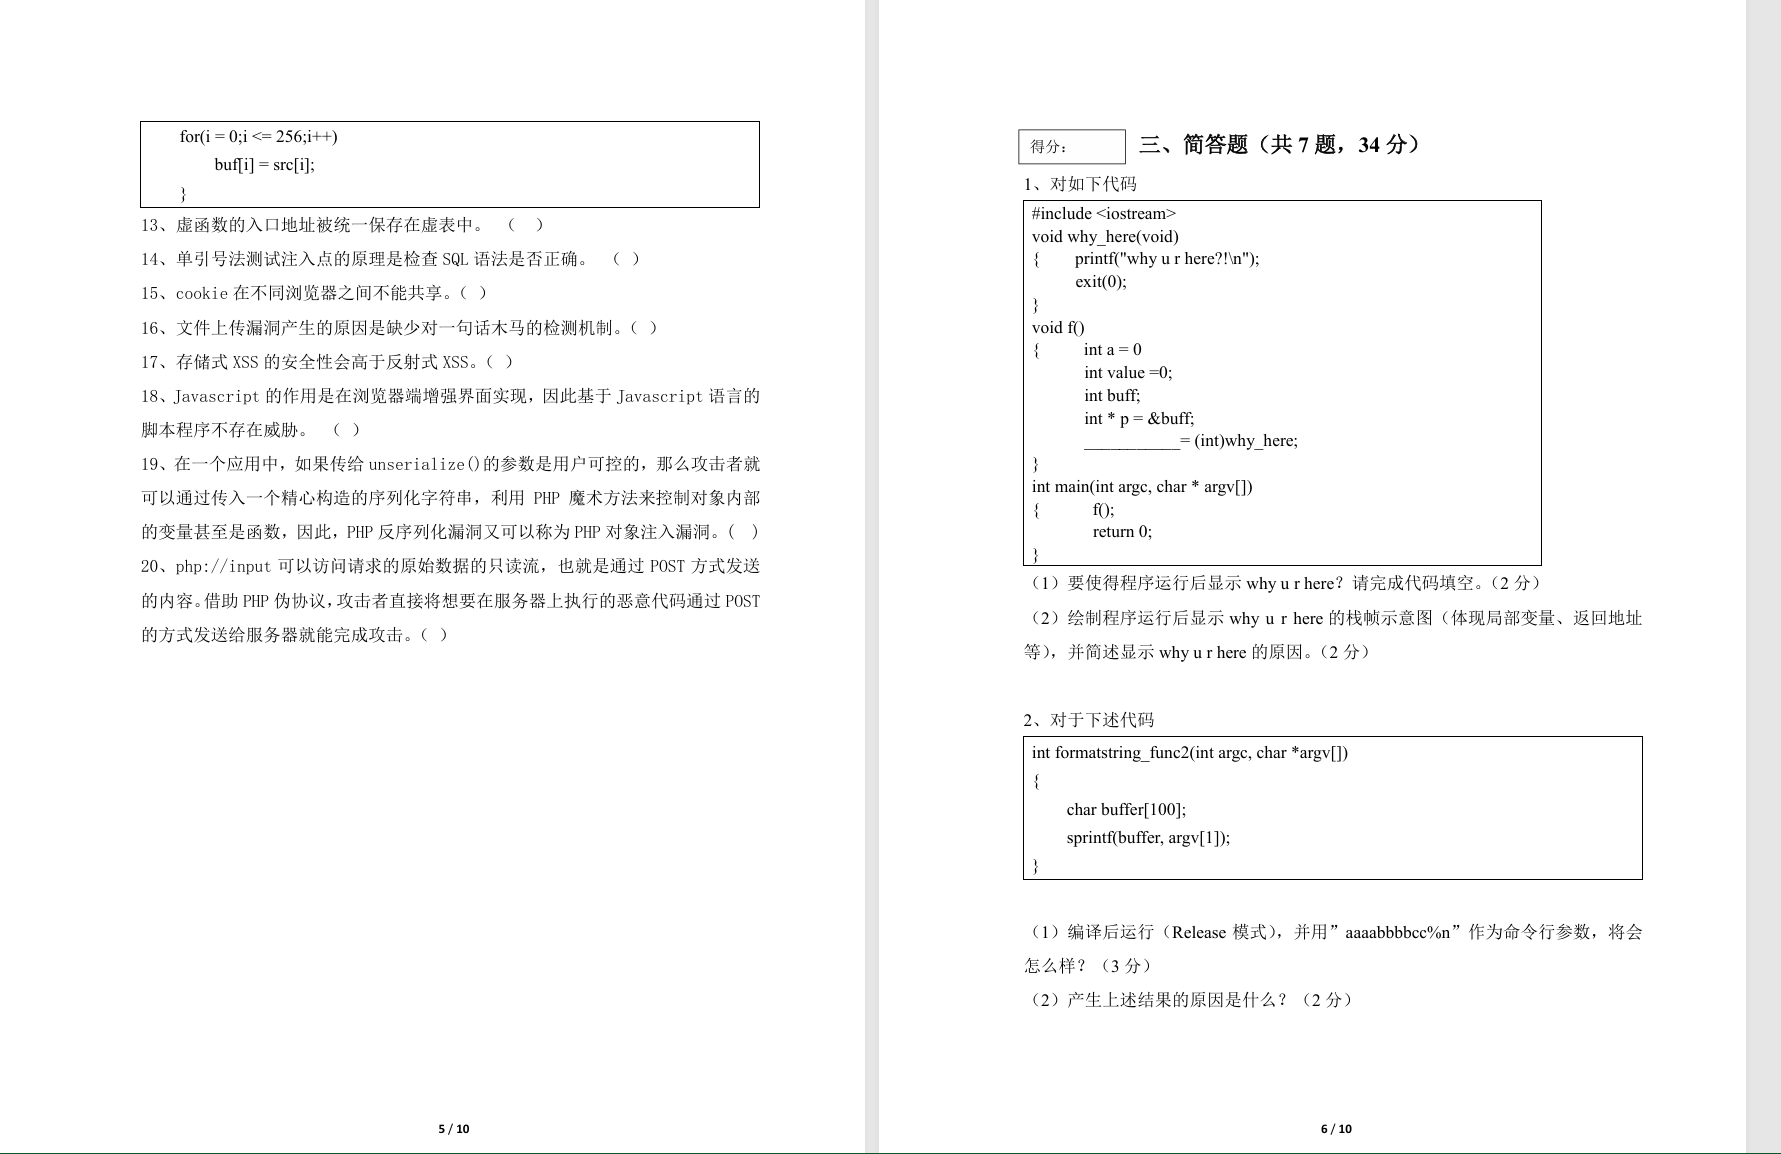 for(i = 0;i <= 256;i++)
buf[i] = src[i];
}
13、虚函数的入口地址被统一保存在虚表中。 （ ）
14、单引号法测试注入点的原理是检查 SQL 语法是否正确。 （ ）
15、cookie 在不同浏览器之间不能共享。（ ）
16、文件上传漏洞产生的原因是缺少对一句话木马的检测机制。（ ）
17、存储式 XSS 的安全性会高于反射式 XSS。（ ）
18、Javascript 的作用是在浏览器端增强界面实现，因此基于 Javascript 语言的
脚本程序不存在威胁。 （ ）
19、在一个应用中，如果传给 unserialize()的参数是用户可控的，那么攻击者就
可以通过传入一个精心构造的序列化字符串，利用 PHP 魔术方法来控制对象内部
的变量甚至是函数，因此，PHP 反序列化漏洞又可以称为 PHP 对象注入漏洞。（ ）
20、php://input 可以访问请求的原始数据的只读流，也就是通过 POST 方式发送
的内容。借助 PHP 伪协议，攻击者直接将想要在服务器上执行的恶意代码通过 POST
的方式发送给服务器就能完成攻击。（ ）
5 / 10
得分：
三、简答题（共 7 题，34 分）
1、对如下代码
#include <iostream>
void why_here(void)
{ printf("why u r here?!\n");
exit(0);
}
void f()
{ int a = 0
int value =0;
int buff;
int * p = &buff;
___________= (int)why_here;
}
int main(int argc, char * argv[])
{ f();
return 0;
}
（1）要使得程序运行后显示 why u r here？请完成代码填空。（2 分）
（2）绘制程序运行后显示 why u r here 的栈帧示意图（体现局部变量、返回地址
等），并简述显示 why u r here 的原因。（2 分）
2、对于下述代码
int formatstring_func2(int argc, char *argv[])
{
char buffer[100];
sprintf(buffer, argv[1]);
}
（1）编译后运行（Release 模式），并用” aaaabbbbcc%n” 作为命令行参数，将会
怎么样？（3 分）
（2）产生上述结果的原因是什么？（2 分）
6 / 10